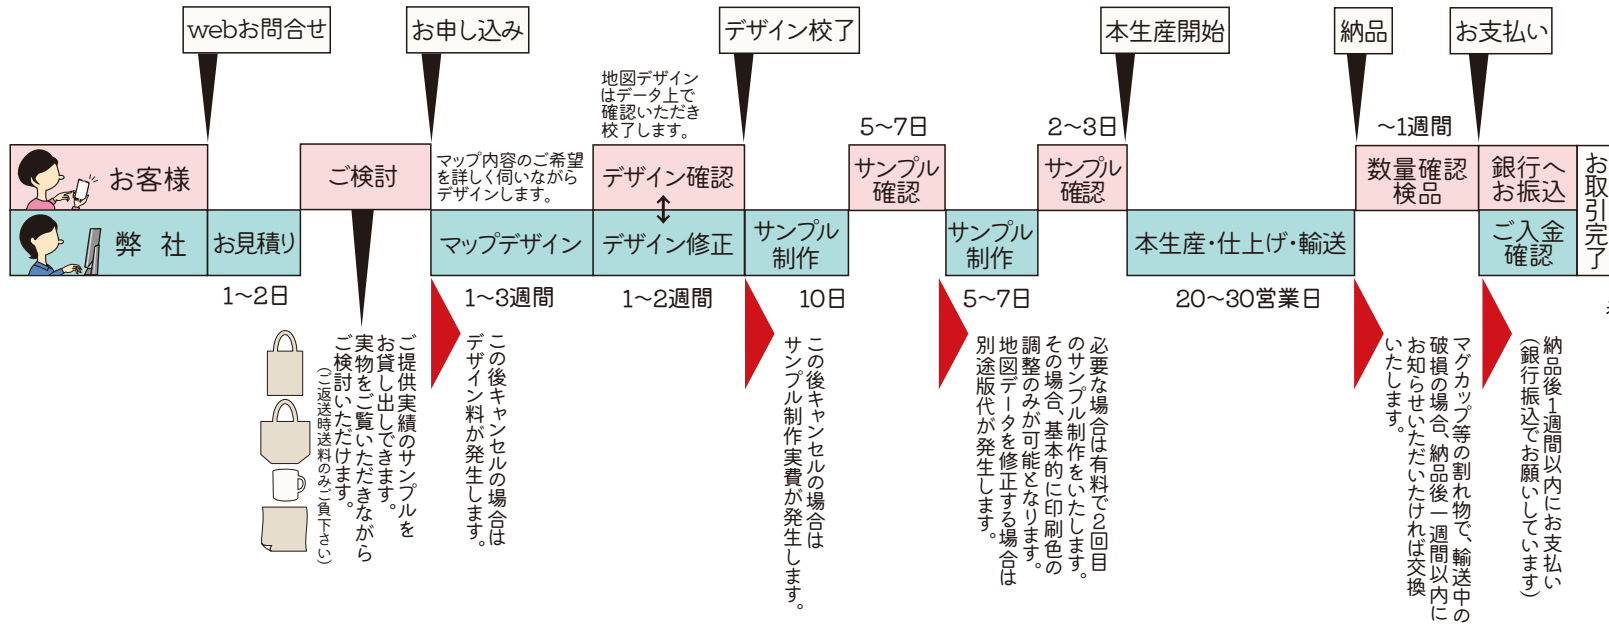 webお問合せ
お申し込み
デザイン校了
本生産開始
納品
お支払い
地図デザイン
はデータ上で
確認いただき
校了します。
5〜7日
2〜3日
〜1週間
お客様
ご検討
マップ内容のご希望
を詳しく伺いながら
デザインします。
デザイン確認
サンプル
確認
サンプル
確認
数量確認
検品
銀行へ
お振込
お取引完了
弊 社
お見積り
マップデザイン
デザイン修正
サンプル
制作
サンプル
制作
本生産・仕上げ・輸送
ご入金
確認
1〜2日
1〜3週間
1〜2週間
10日
5〜7日
20〜30営業日
ご提供実績のサンプルを
お貸し出しできます。
実物をご覧いただきながら
ご検討いただけます。
(ご返送時送料のみご負下さい)
この後キャンセルの場合は
デザイン料が発生します。
この後キャンセルの場合は
サンプル制作実費が発生します。
必要な場合は有料で2回目
のサンプル制作をいたします。
その場合、基本的に印刷色の
調整のみが可能となります。
地図データを修正する場合は
別途版代が発生します。
マグカップ等の割れ物で、輸送中の
破損の場合、納品後一週間以内に
お知らせいただいたければ交換
いたします。
納品後1週間以内にお支払い
(銀行振込でお願いしています)